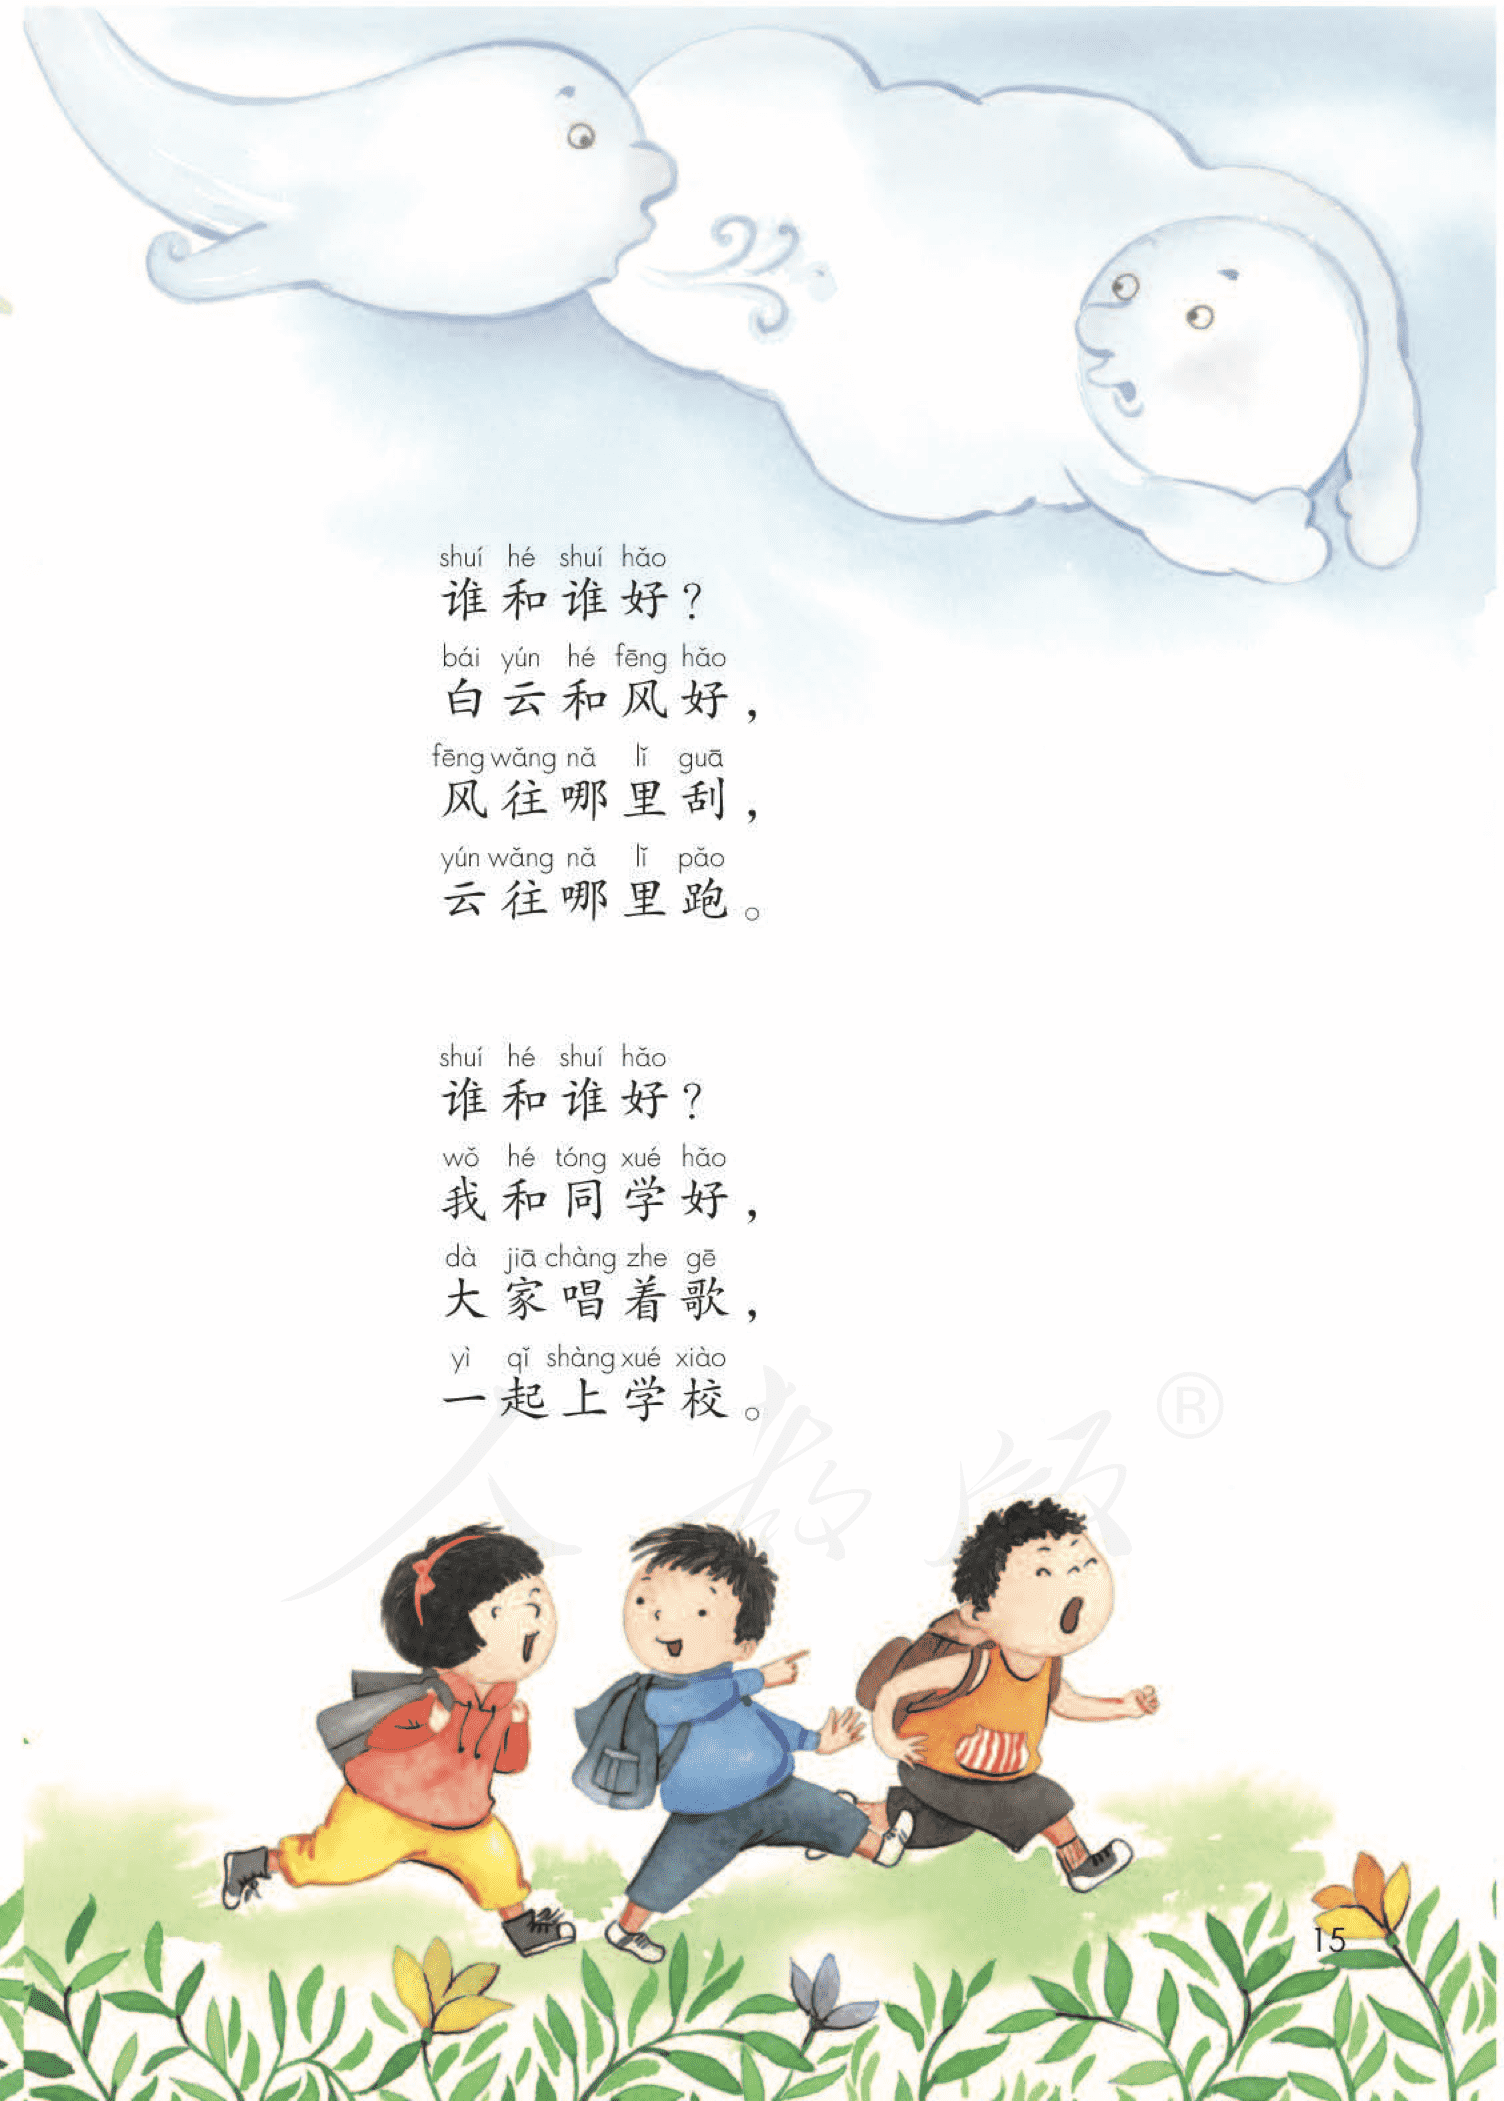 shuí hé shuí hǎo
谁和谁好？
bái yún hé fēng hǎo
白云和风好，
fēng wǎng nǎ lǐ guā
风往哪里刮，
yún wǎng nǎ lǐ pǎo
云往哪里跑。
shuí hé shuí hǎo
谁和谁好？
wǒ hé tóng xué hǎo
我和同学好，
dà jiā chàng zhe gē
大家唱着歌，
yì qǐ shàng xué xiào
一起上学校。
人教版®
15